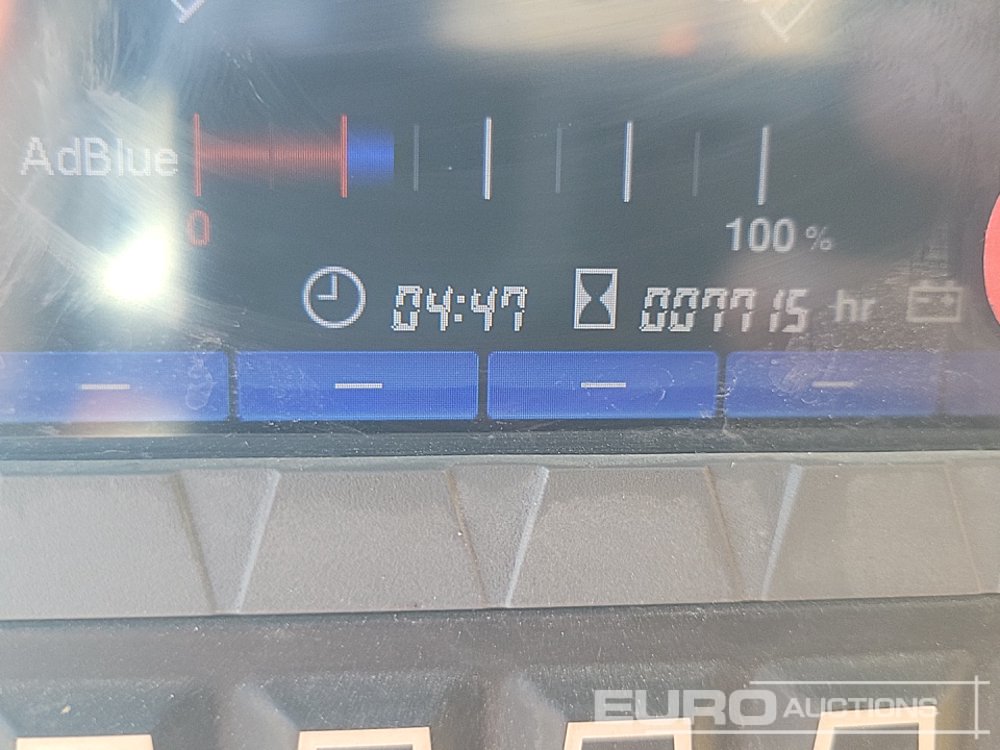 AdBlue
0 100 %
04:47 007715 hr
EURO AUCTIONS